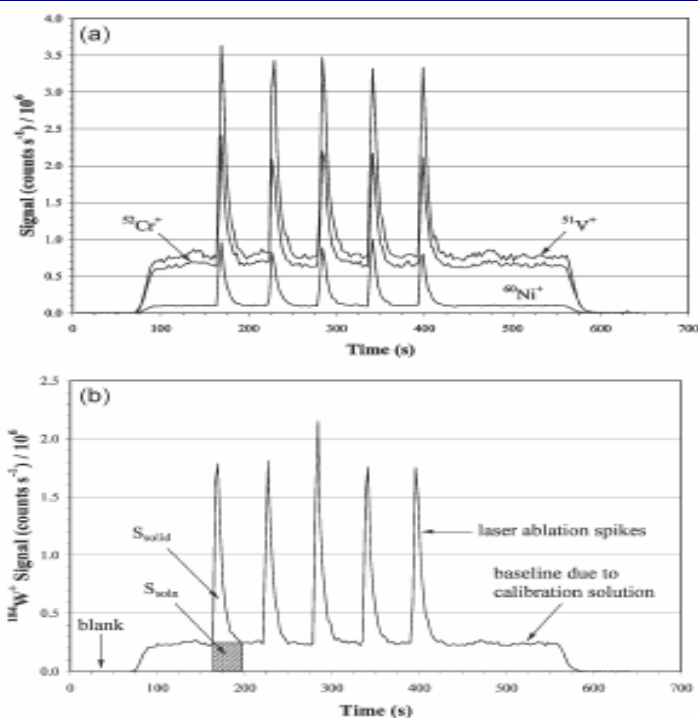 (a)
Signal (counts s⁻¹) / 10⁶
4.0
3.5
3.0
2.5
2.0
1.5
1.0
0.5
0.0
⁵²Cr⁺
⁵¹V⁺
⁶⁰Ni⁺
0 100 200 300 400 500 600 700
Time (s)
(b)
¹⁸⁴W⁺ Signal (counts s⁻¹) / 10⁶
2.5
2.0
1.5
1.0
0.5
0.0
S_solid
S_soln
blank
laser ablation spikes
baseline due to
calibration solution
0 100 200 300 400 500 600 700
Time (s)